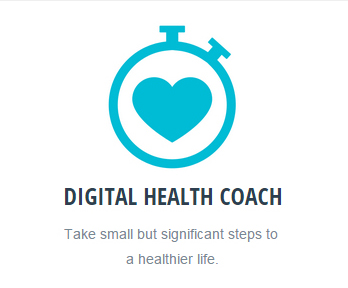 DIGITAL HEALTH COACH
Take small but significant steps to
a healthier life.